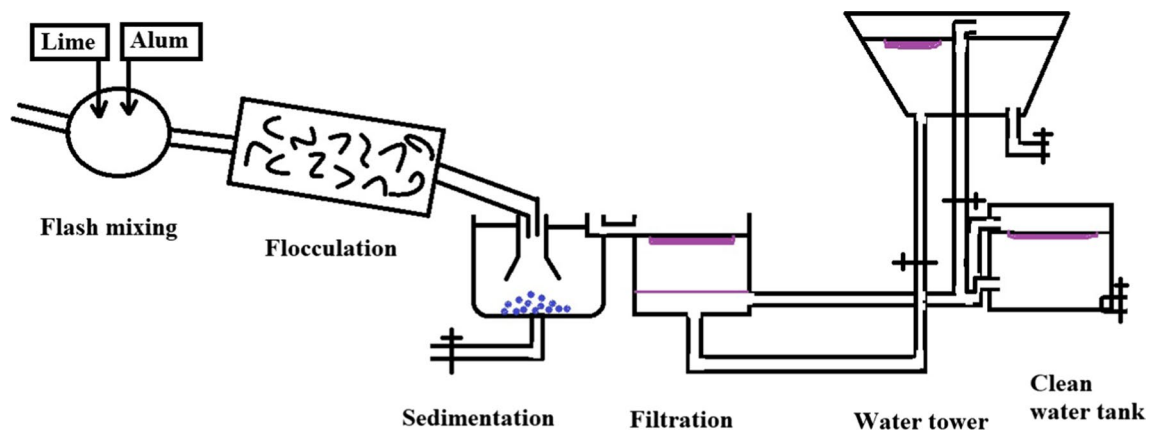 Lime
Alum
Flash mixing
Flocculation
Sedimentation
Filtration
Water tower
Clean
water tank